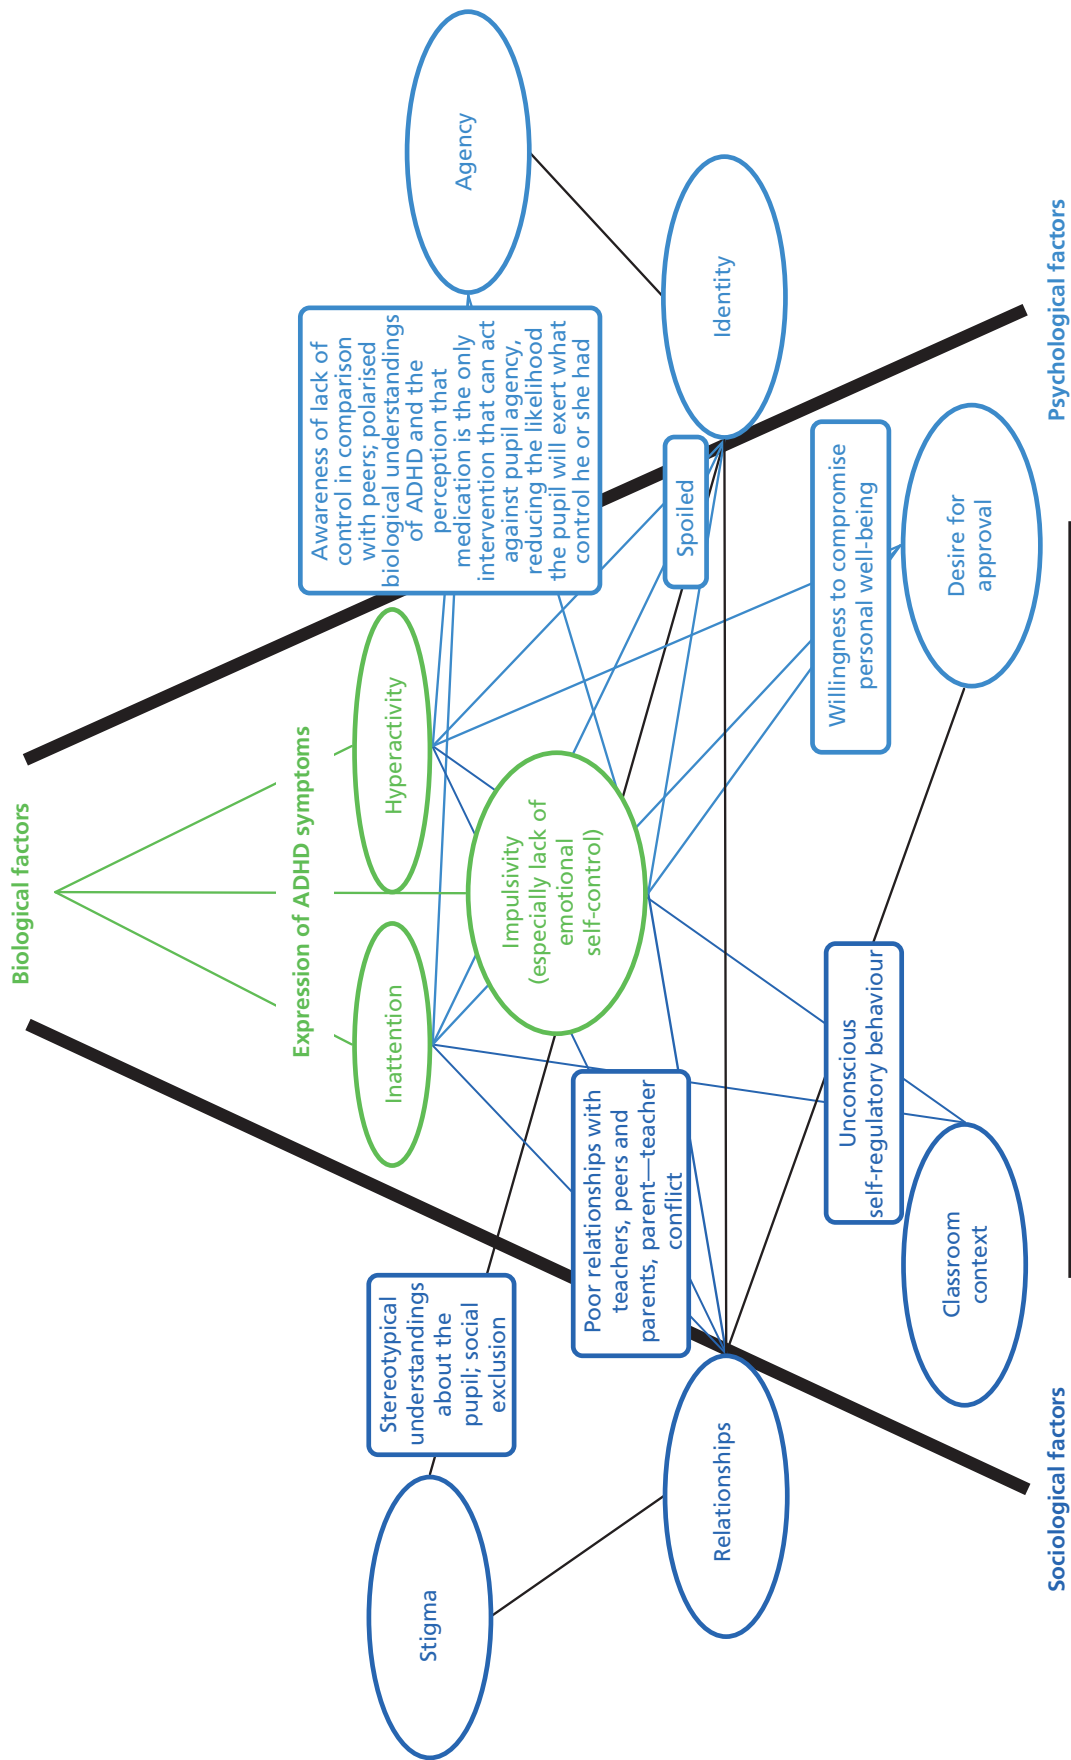 Biological factors
Expression of ADHD symptoms
Inattention
Hyperactivity
Impulsivity
(especially lack of
emotional
self-control)
Stigma
Stereotypical
understandings
about the
pupil; social
exclusion
Awareness of lack of
control in comparison
with peers; polarised
biological understandings
of ADHD and the
perception that
medication is the only
intervention that can act
against pupil agency,
reducing the likelihood
the pupil will exert what
control he or she had
Agency
Poor relationships with
teachers, peers and
parents, parent—teacher
conflict
Spoiled
Relationships
Identity
Unconscious
self-regulatory behaviour
Willingness to compromise
personal well-being
Classroom
context
Desire for
approval
Sociological factors
Psychological factors